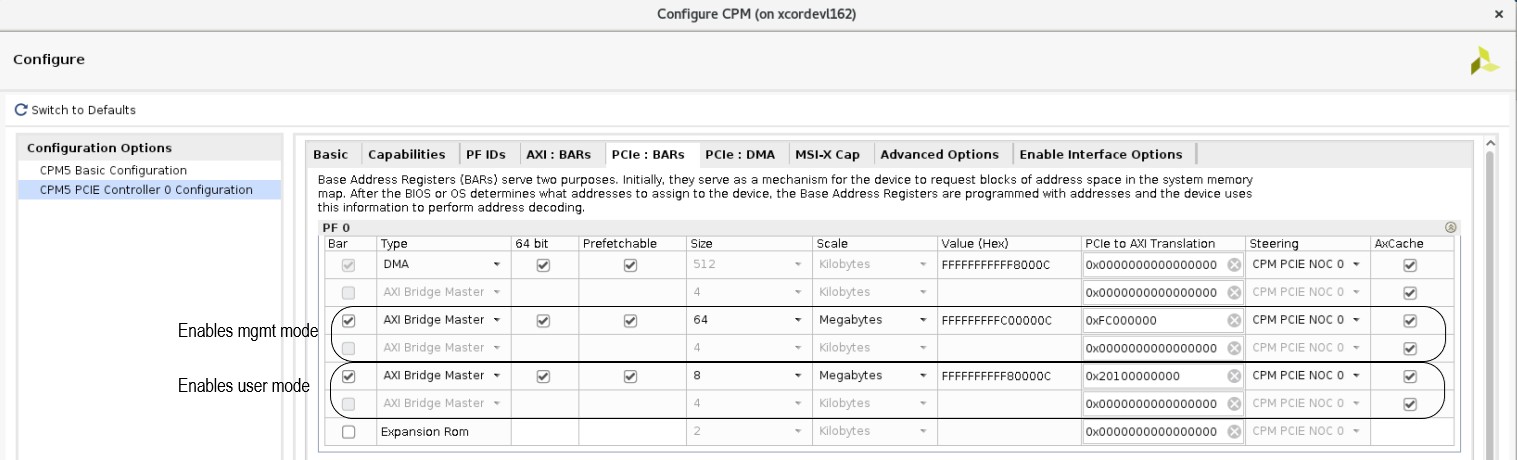 Configure CPM (on xcordevl162)
×
Configure
Switch to Defaults
Configuration Options
CPM5 Basic Configuration
CPM5 PCIE Controller 0 Configuration
Basic Capabilities PF IDs AXI : BARs PCIe : BARs PCIe : DMA MSI-X Cap Advanced Options Enable Interface Options
Base Address Registers (BARs) serve two purposes. Initially, they serve as a mechanism for the device to request blocks of address space in the system memory
map. After the BIOS or OS determines what addresses to assign to the device, the Base Address Registers are programmed with addresses and the device uses
this information to perform address decoding.
PF 0
Bar Type 64 bit Prefetchable Size Scale Value (Hex) PCIe to AXI Translation Steering AxCache
DMA 512 Kilobytes FFFFFFFFFFF8000C 0x0000000000000000 CPM PCIE NOC 0
AXI Bridge Master 4 Kilobytes 0x0000000000000000 CPM PCIE NOC 0
Enables mgmt mode
AXI Bridge Master 64 Megabytes FFFFFFFFFC00000C 0xFC000000 CPM PCIE NOC 0
AXI Bridge Master 4 Kilobytes 0x0000000000000000 CPM PCIE NOC 0
Enables user mode
AXI Bridge Master 8 Megabytes FFFFFFFFFF80000C 0x20100000000 CPM PCIE NOC 0
AXI Bridge Master 4 Kilobytes 0x0000000000000000 CPM PCIE NOC 0
Expansion Rom 2 Kilobytes 0x0000000000000000 CPM PCIE NOC 0